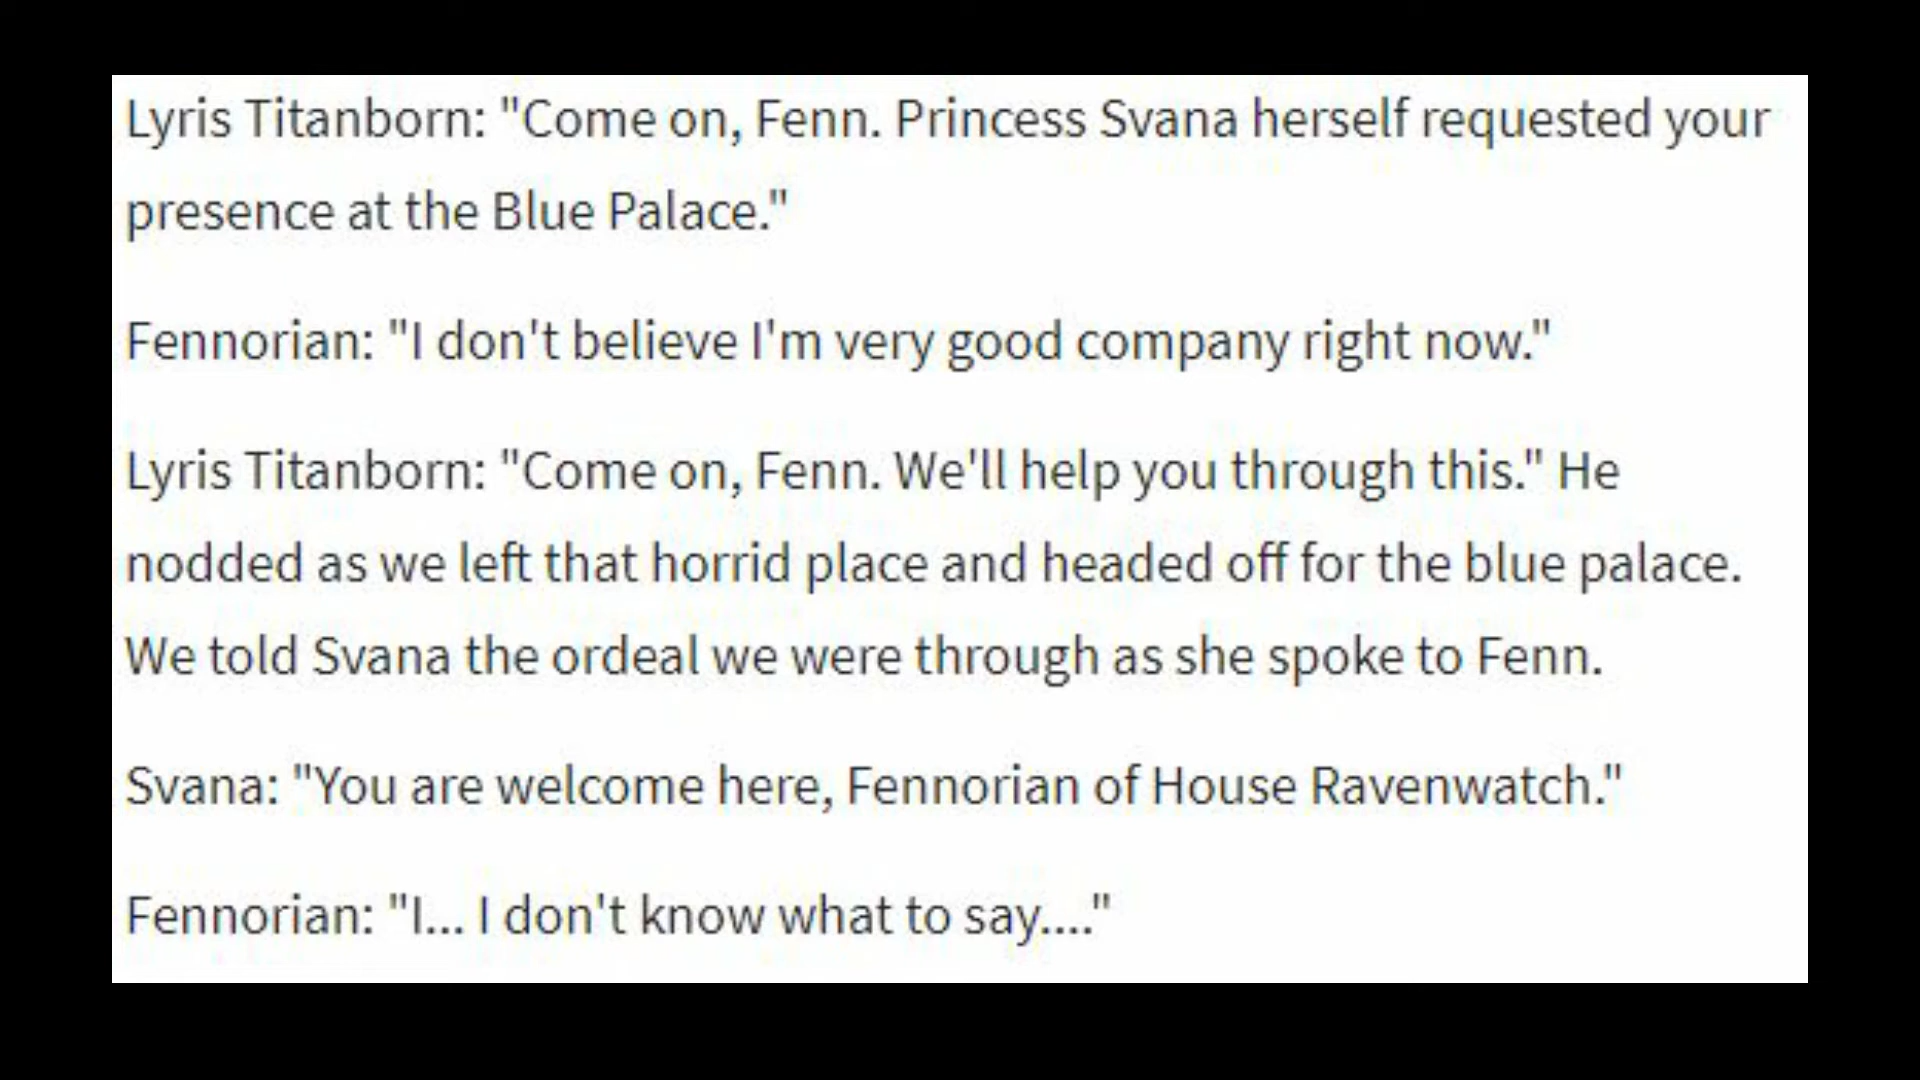 Lyris Titanborn: "Come on, Fenn. Princess Svana herself requested your
presence at the Blue Palace."
Fennorian: "I don't believe I'm very good company right now."
Lyris Titanborn: "Come on, Fenn. We'll help you through this." He
nodded as we left that horrid place and headed off for the blue palace.
We told Svana the ordeal we were through as she spoke to Fenn.
Svana: "You are welcome here, Fennorian of House Ravenwatch."
Fennorian: "I... I don't know what to say...."